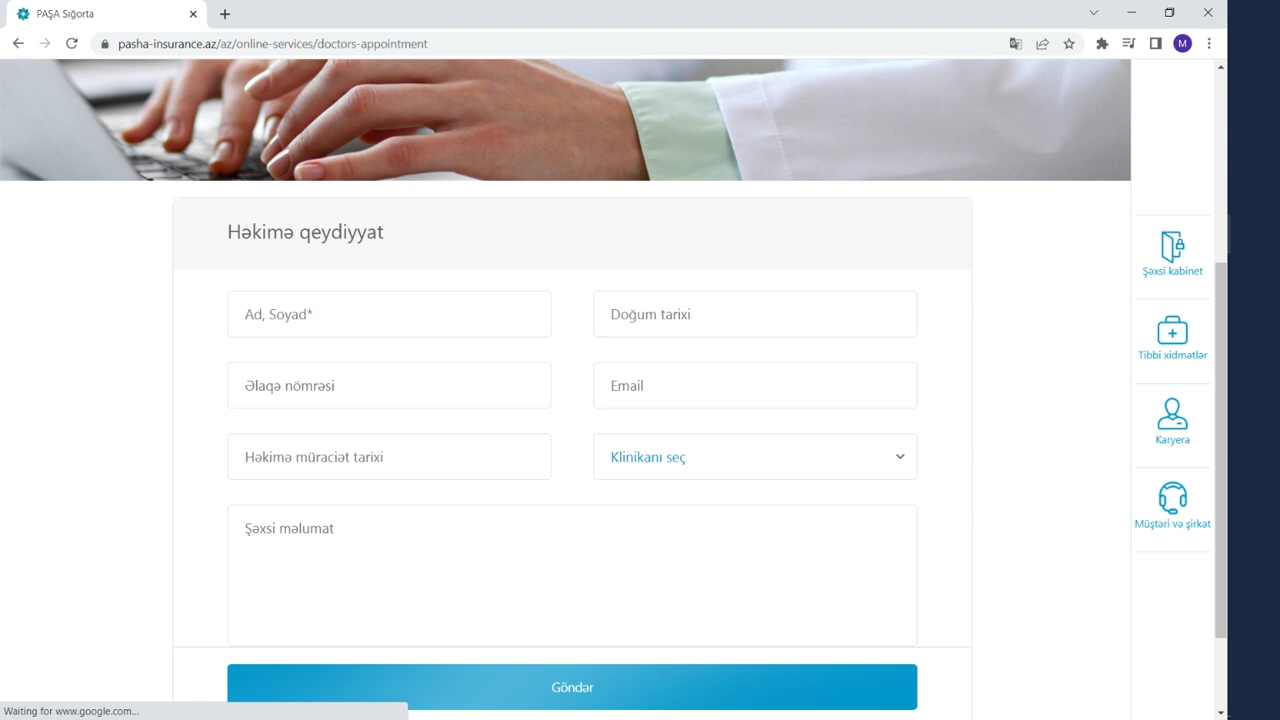 PAŞA Sığorta
pasha-insurance.az/az/online-services/doctors-appointment
M
Həkimə qeydiyyat
Ad, Soyad*
Doğum tarixi
Əlaqə nömrəsi
Email
Həkimə müraciət tarixi
Klinikanı seç
Şəxsi məlumat
Göndər
Şəxsi kabinet
Tibbi xidmətlər
Karyera
Müştəri və şirkət
Waiting for www.google.com...